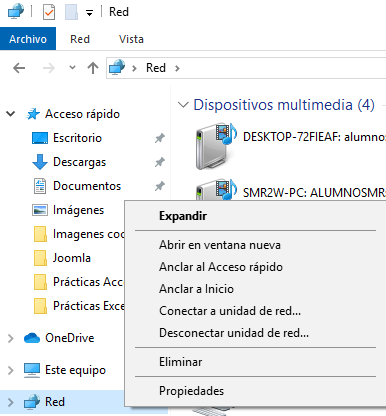 Red
Archivo Red Vista
Red
Acceso rápido
Escritorio
Descargas
Documentos
Imágenes
Imagenes coo
Joomla
Prácticas Acc
Prácticas Exce
OneDrive
Este equipo
Red
Dispositivos multimedia (4)
DESKTOP-72FIEAF: alumnos
SMR2W-PC: ALUMNOSMR
Expandir
Abrir en ventana nueva
Anclar al Acceso rápido
Anclar a Inicio
Conectar a unidad de red...
Desconectar unidad de red...
Eliminar
Propiedades